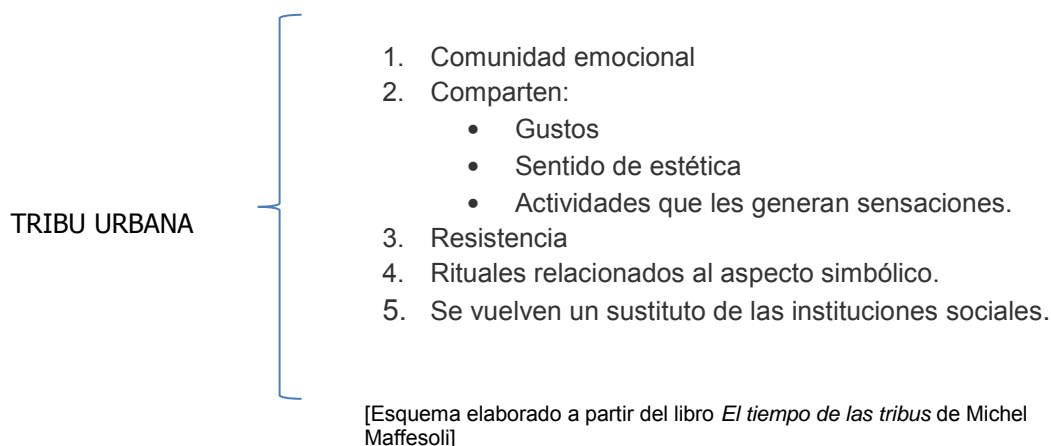 1. Comunidad emocional
2. Comparten:
• Gustos
• Sentido de estética
• Actividades que les generan sensaciones.
TRIBU URBANA
3. Resistencia
4. Rituales relacionados al aspecto simbólico.
5. Se vuelven un sustituto de las instituciones sociales.
[Esquema elaborado a partir del libro El tiempo de las tribus de Michel
Maffesoli]